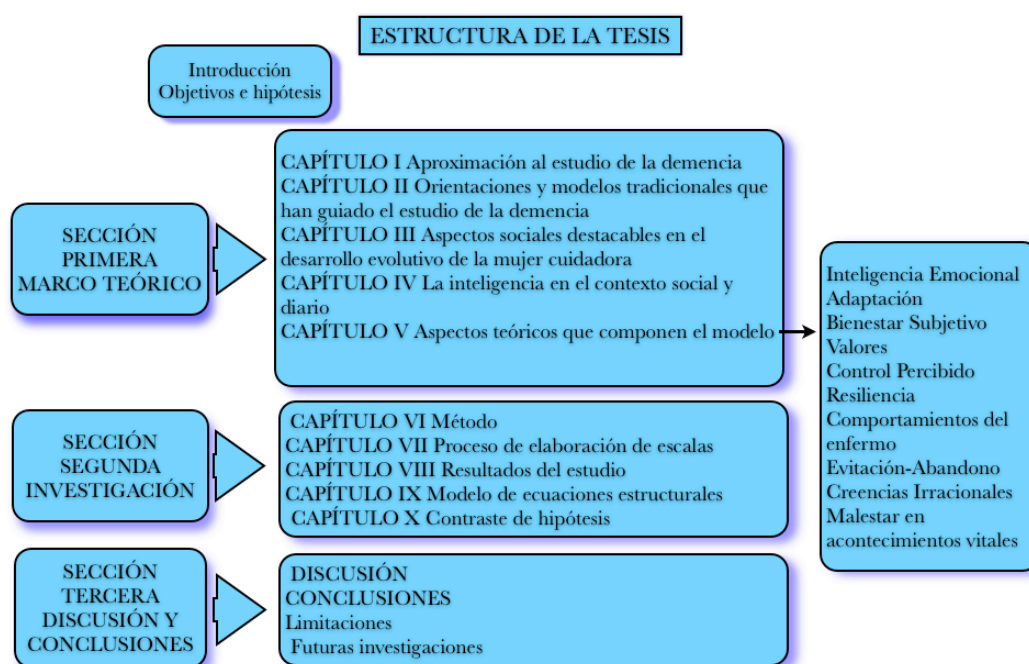 ESTRUCTURA DE LA TESIS
Introducción
Objetivos e hipótesis
SECCIÓN
PRIMERA
MARCO TEÓRICO
CAPÍTULO I Aproximación al estudio de la demencia
CAPÍTULO II Orientaciones y modelos tradicionales que
han guiado el estudio de la demencia
CAPÍTULO III Aspectos sociales destacables en el
desarrollo evolutivo de la mujer cuidadora
CAPÍTULO IV La inteligencia en el contexto social y
diario
CAPÍTULO V Aspectos teóricos que componen el modelo
Inteligencia Emocional
Adaptación
Bienestar Subjetivo
Valores
Control Percibido
Resiliencia
Comportamientos del
enfermo
Evitación-Abandono
Creencias Irracionales
Malestar en
acontecimientos vitales
SECCIÓN
SEGUNDA
INVESTIGACIÓN
CAPÍTULO VI Método
CAPÍTULO VII Proceso de elaboración de escalas
CAPÍTULO VIII Resultados del estudio
CAPÍTULO IX Modelo de ecuaciones estructurales
CAPÍTULO X Contraste de hipótesis
SECCIÓN
TERCERA
DISCUSIÓN Y
CONCLUSIONES
DISCUSIÓN
CONCLUSIONES
Limitaciones
Futuras investigaciones